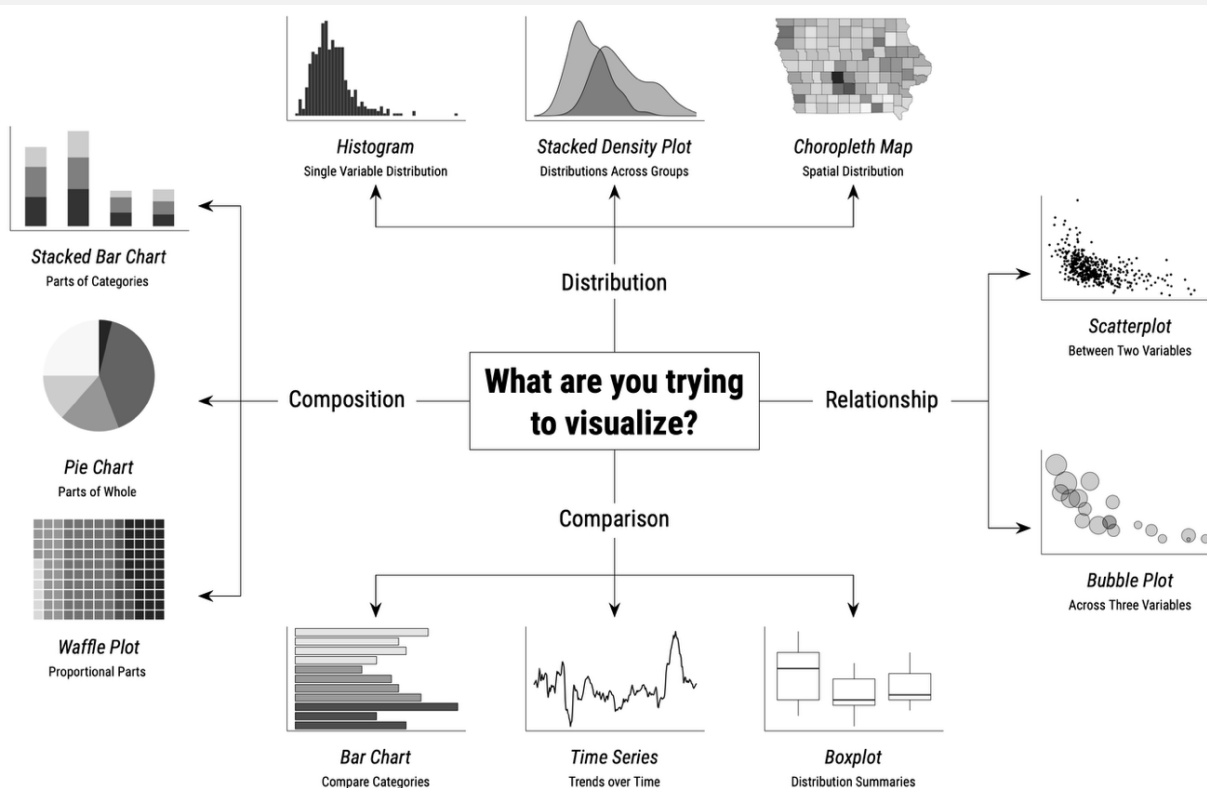 Histogram
Single Variable Distribution
Stacked Density Plot
Distributions Across Groups
Choropleth Map
Spatial Distribution
Stacked Bar Chart
Parts of Categories
Distribution
Scatterplot
Between Two Variables
Pie Chart
Parts of Whole
Composition
What are you trying
to visualize?
Relationship
Waffle Plot
Proportional Parts
Comparison
Bubble Plot
Across Three Variables
Bar Chart
Compare Categories
Time Series
Trends over Time
Boxplot
Distribution Summaries